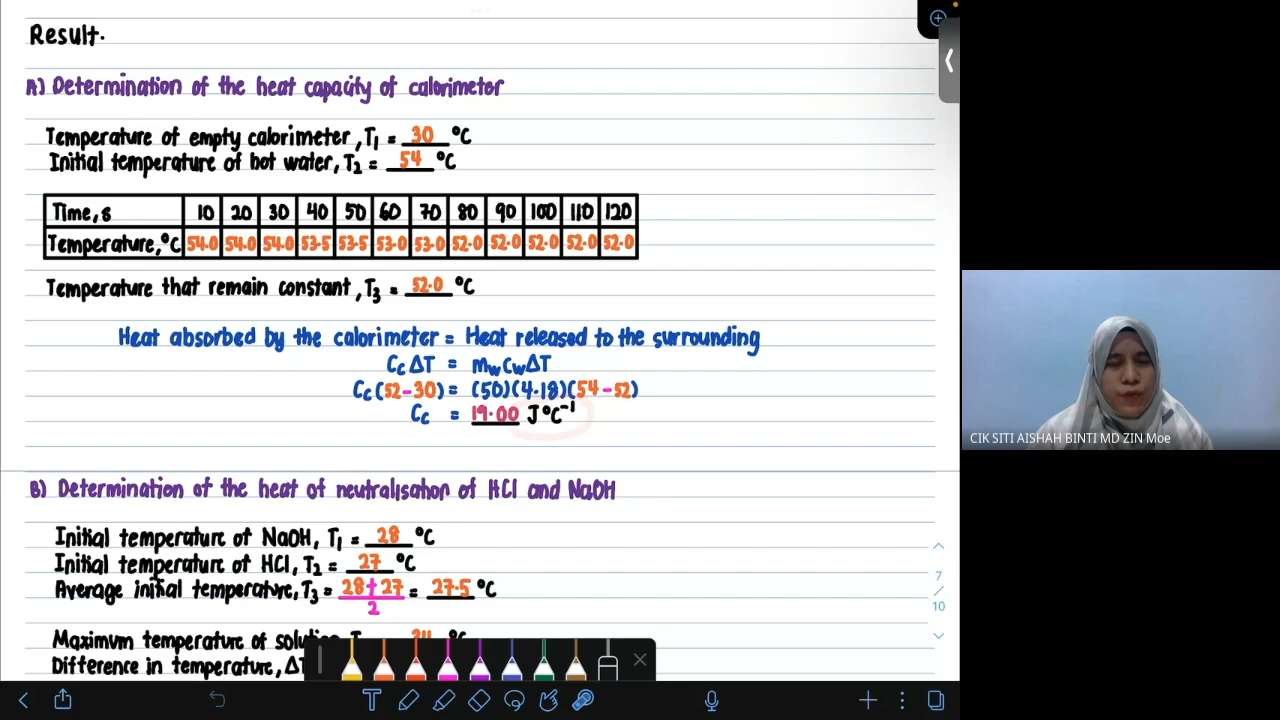 Result.
A) Determination of the heat capacity of calorimeter
Temperature of empty calorimeter, T₁ = 30 °C
Initial temperature of hot water, T₂ = 54 °C
Time, s 10 20 30 40 50 60 70 80 90 100 110 120
Temperature, °C 54.0 54.0 54.0 53.5 53.5 53.0 53.0 52.0 52.0 52.0 52.0 52.0
Temperature that remain constant, T₃ = 52.0 °C
Heat absorbed by the calorimeter = Heat released to the surrounding
Cc ΔT = mw cw ΔT
Cc (52-30) = (50)(4.18)(54-52)
Cc = 19.00 J°C⁻¹
B) Determination of the heat of neutralisation of HCl and NaOH
Initial temperature of NaOH, T₁ = 28 °C
Initial temperature of HCl, T₂ = 27 °C
Average initial temperature, T₃ = 28+27 / 2 = 27.5 °C
Maximum temperature of °C
Difference in temperature, ΔT
7
/
10
CIK SITI AISHAH BINTI MD ZIN Moe